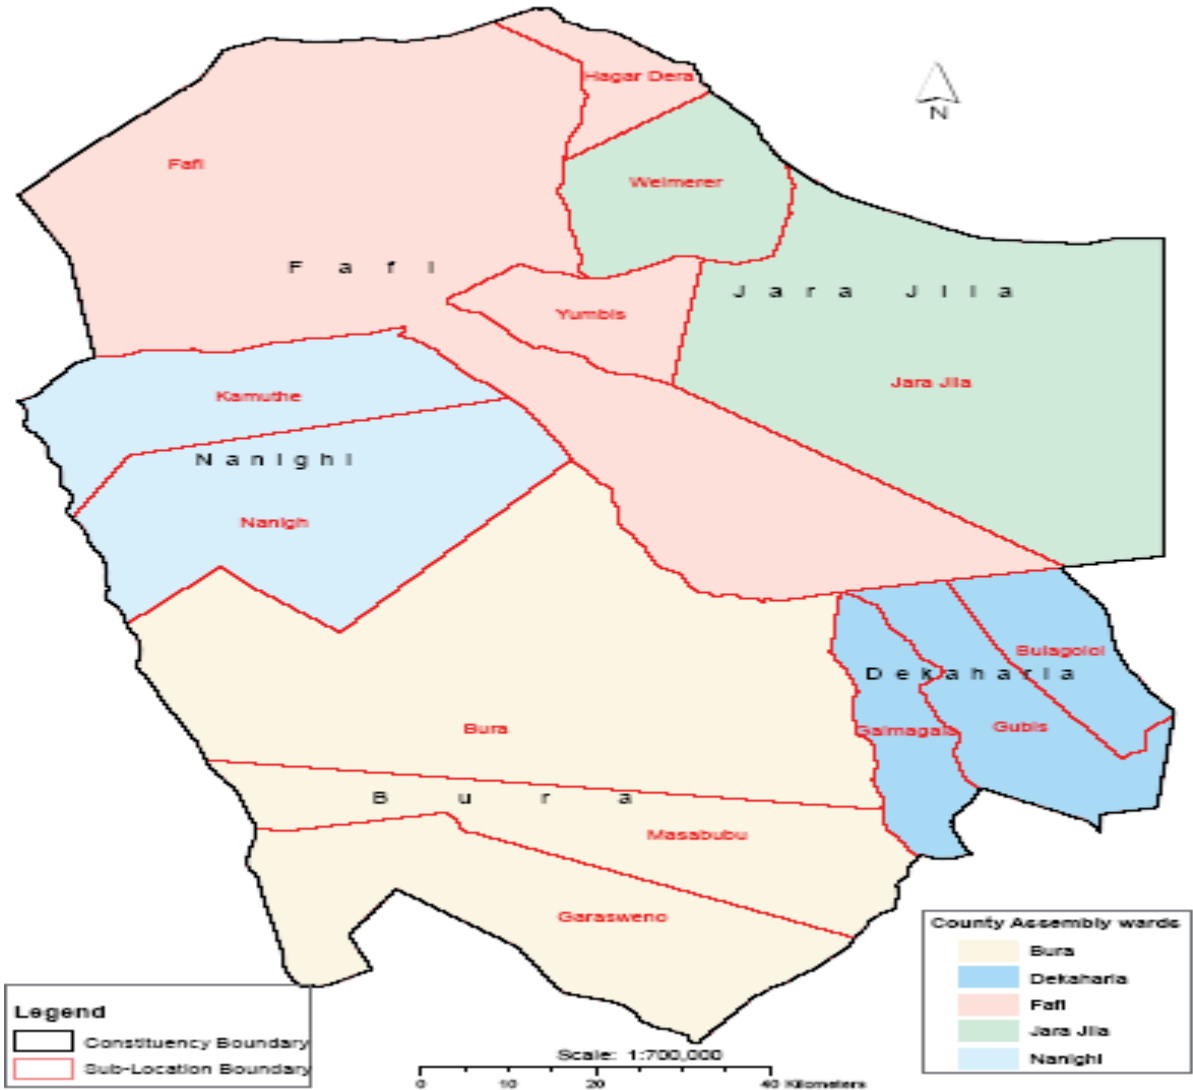 Hagar Dera
N
Fafi
Welmerer
F a f i
J a r a J i l a
Yumbis
Jara Jila
Kamuthe
N a n i g h i
Nanigh
Bulagolol
D e k a h a r i a
Bura
Galmagala
Gubis
B u r a
Masabubu
Garasweno
County Assembly wards
Bura
Dekaharia
Fafi
Jara Jila
Nanighi
Legend
Constituency Boundary
Sub-Location Boundary
Scale: 1:700,000
0 10 20 40 Kilometers